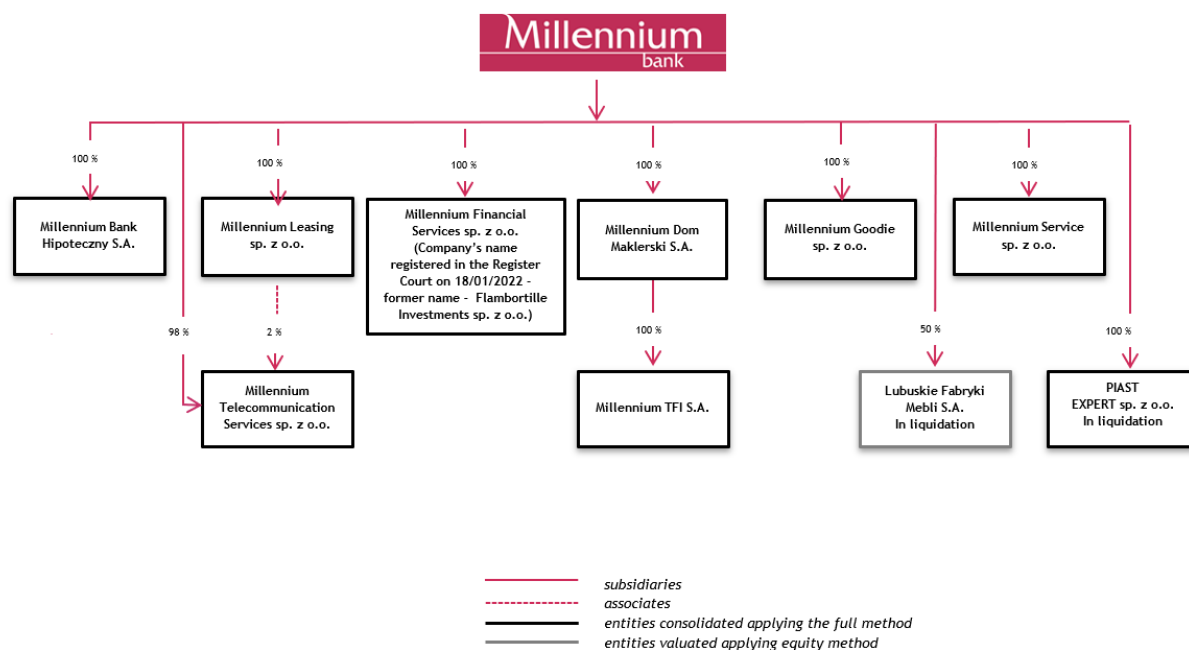 Millennium
bank
100 %
100 %
100 %
100 %
100 %
100 %
Millennium Bank
Hipoteczny S.A.
Millennium Leasing
sp. z o.o.
Millennium Financial
Services sp. z o.o.
(Company’s name
registered in the Register
Court on 18/01/2022 -
former name - Flambortille
Investments sp. z o.o.)
Millennium Dom
Maklerski S.A.
Millennium Goodie
sp. z o.o.
Millennium Service
sp. z o.o.
98 %
2 %
100 %
50 %
100 %
Millennium
Telecommunication
Services sp. z o.o.
Millennium TFI S.A.
Lubuskie Fabryki
Mebli S.A.
In liquidation
PIAST
EXPERT sp. z o.o.
In liquidation
subsidiaries
associates
entities consolidated applying the full method
entities valuated applying equity method